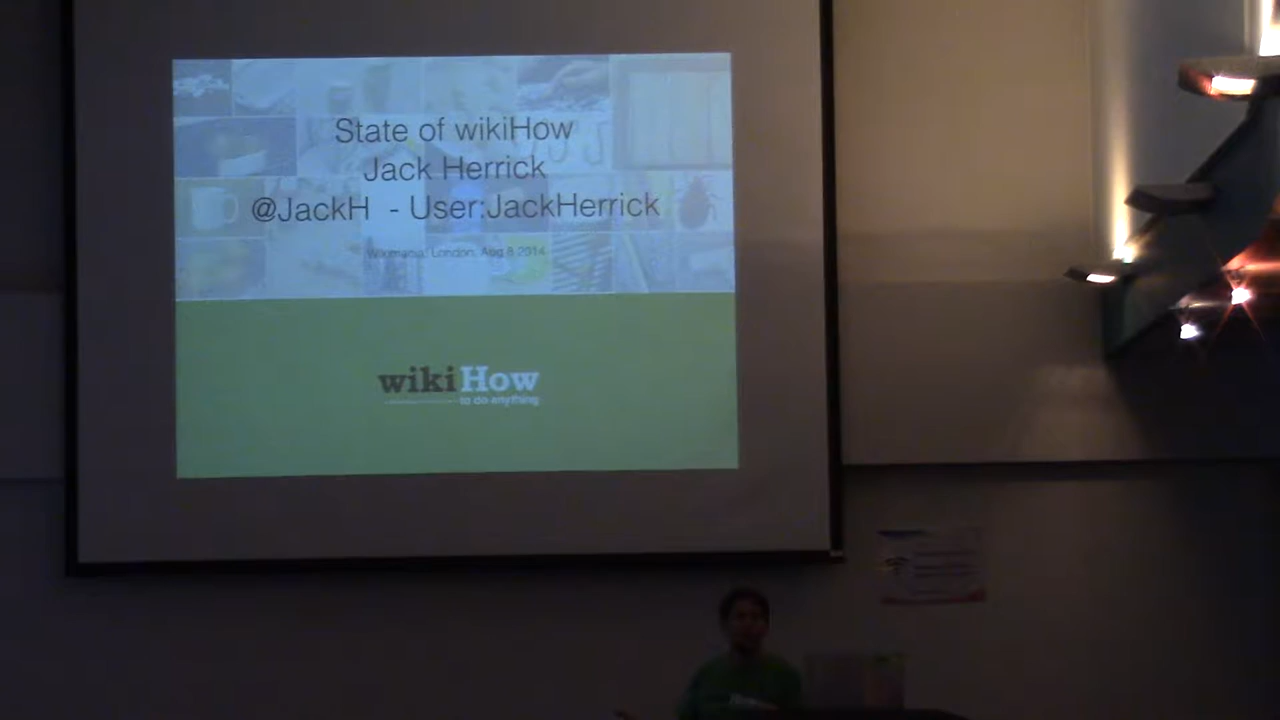 State of wikiHow
Jack Herrick
@JackH - User:JackHerrick
Wikimania, London, Aug 8 2014
wikiHow
to do anything